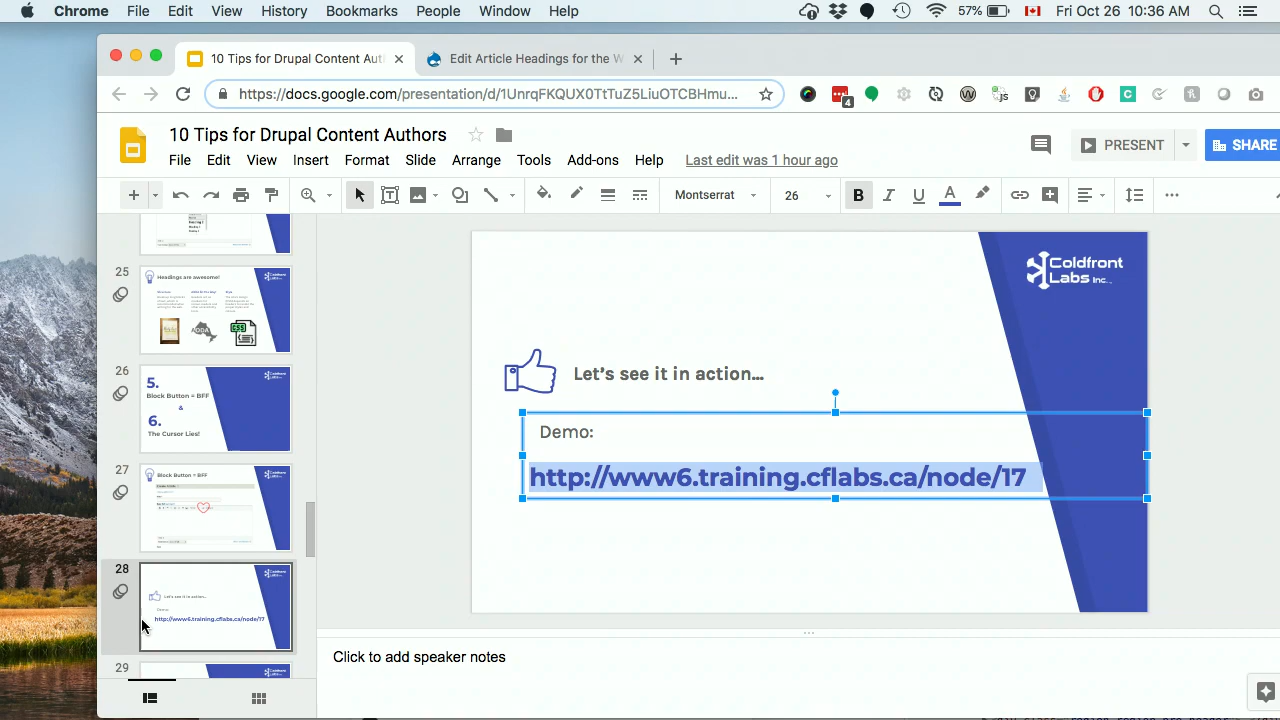 Chrome File Edit View History Bookmarks People Window Help 57% Fri Oct 26 10:36 AM
10 Tips for Drupal Content Aut Edit Article Headings for the W
https://docs.google.com/presentation/d/1UnrqFKQUX0TtTuZ5LiuOTCBHmu... 4
10 Tips for Drupal Content Authors
PRESENT SHARE
File Edit View Insert Format Slide Arrange Tools Add-ons Help Last edit was 1 hour ago
Montserrat 26 B I U A
25
Headings are awesome!
26
5.
Block Button = BFF
&
6.
The Cursor Lies!
27
Block Button = BFF
28
Let's see it in action...
Demo:
http://www6.training.cflabs.ca/node/17
29
Coldfront
Labs Inc.
Let's see it in action...
Demo:
http://www6.training.cflabs.ca/node/17
Click to add speaker notes